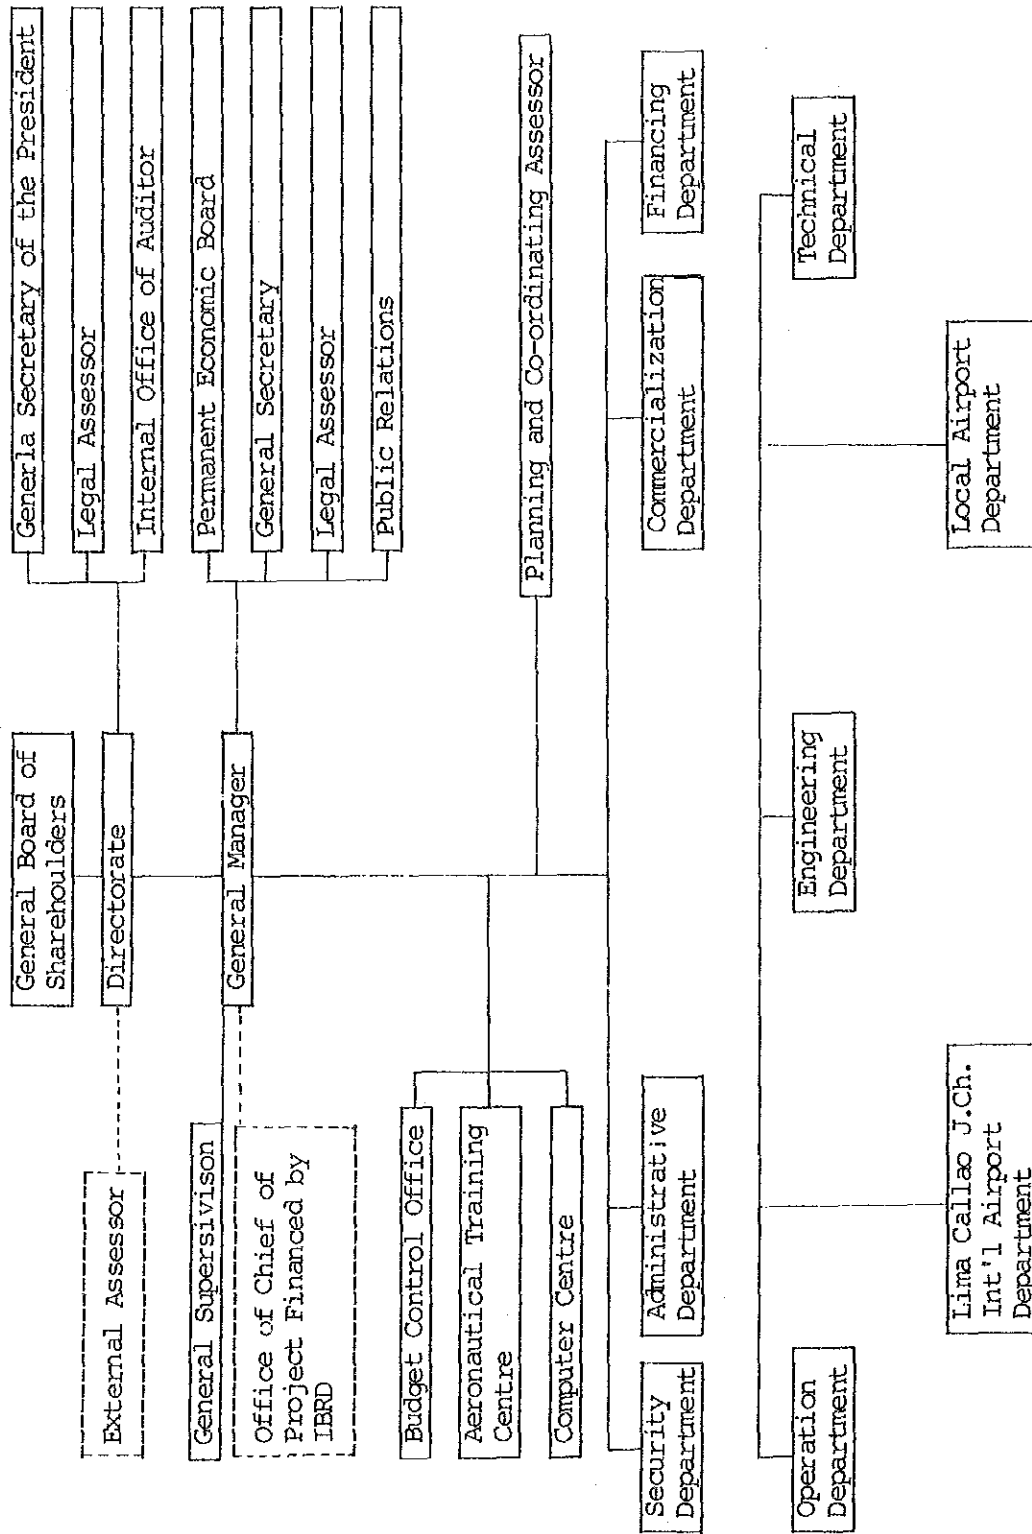 General Board of
Sharehoulders
Directorate
External Assessor
Generla Secretary of the President
Legal Assessor
Internal Office of Auditor
General Supersivison
General Manager
Office of Chief of
Project Financed by
IBRD
Permanent Economic Board
General Secretary
Legal Assessor
Public Relations
Budget Control Office
Aeronautical Training
Centre
Computer Centre
Planning and Co-ordinating Assessor
Security
Department
Administrative
Department
Commercialization
Department
Financing
Department
Operation
Department
Engineering
Department
Technical
Department
Lima Callao J.Ch.
Int'l Airport
Department
Local Airport
Department